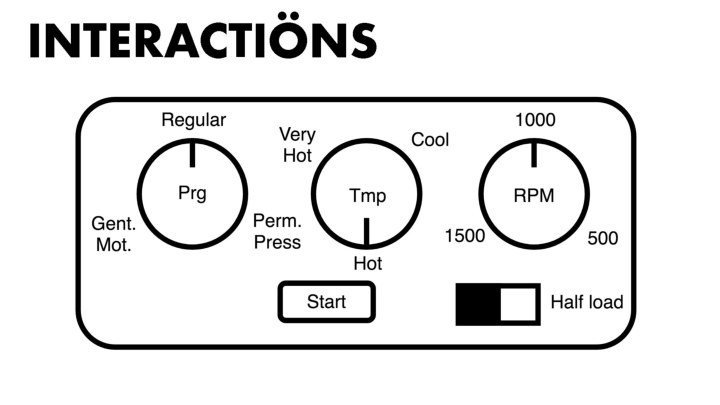 INTERACTIÖNS
Regular
Prg
Gent.
Mot.
Perm.
Press
Very
Hot
Cool
Tmp
Hot
1000
RPM
1500
500
Start
Half load